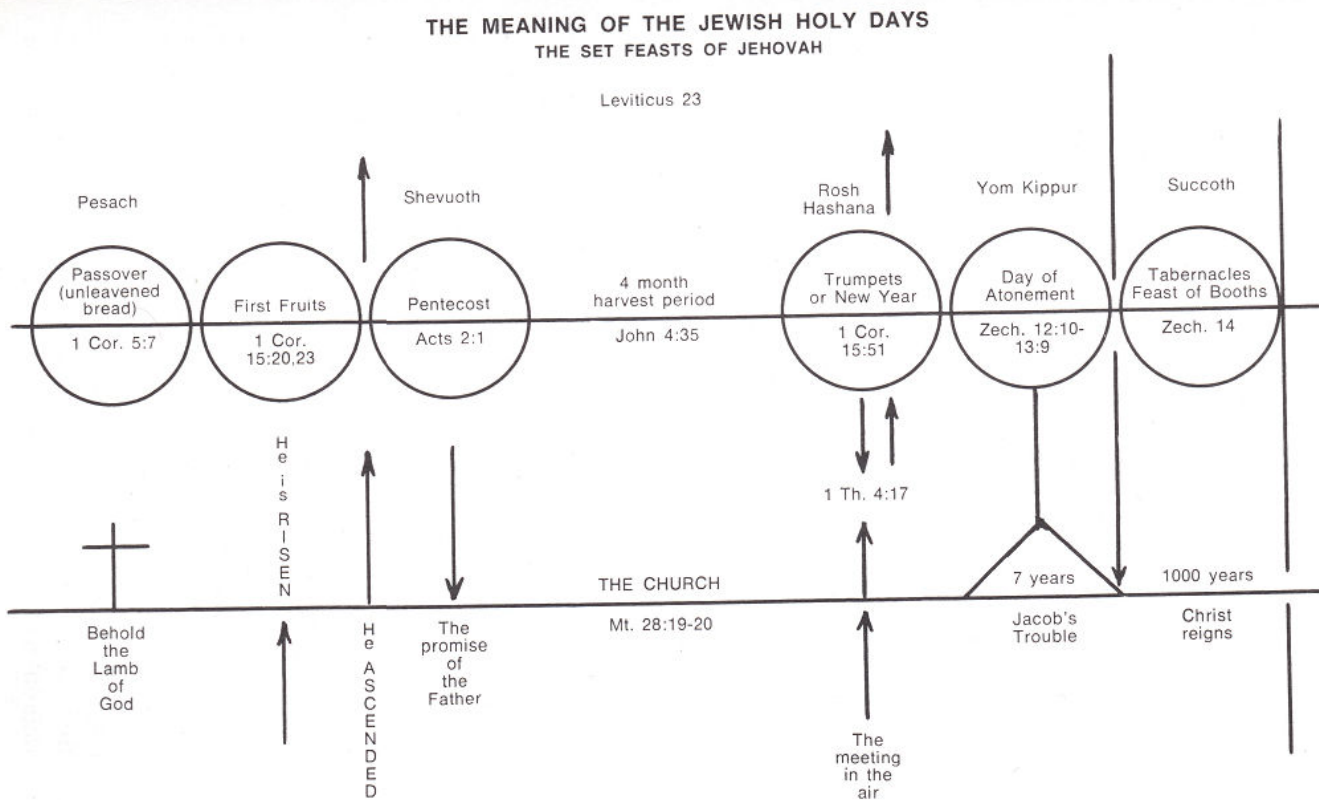 THE MEANING OF THE JEWISH HOLY DAYS
THE SET FEASTS OF JEHOVAH
Leviticus 23
Pesach
Shevuoth
Rosh
Hashana
Yom Kippur
Succoth
Passover
(unleavened
bread)
1 Cor. 5:7
First Fruits
1 Cor.
15:20,23
Pentecost
Acts 2:1
4 month
harvest period
John 4:35
Trumpets
or New Year
1 Cor.
15:51
Day of
Atonement
Zech. 12:10-
13:9
Tabernacles
Feast of Booths
Zech. 14
He is RISEN
1 Th. 4:17
THE CHURCH
Mt. 28:19-20
7 years
1000 years
Behold
the
Lamb
of
God
He ASCENDED
The
promise
of
the
Father
Jacob's
Trouble
Christ
reigns
The
meeting
in the
air